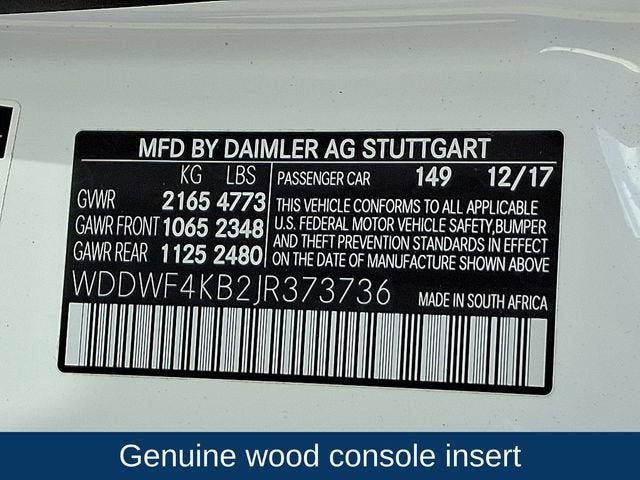 MFD BY DAIMLER AG STUTTGART
KG LBS
GVWR 2165 4773
GAWR FRONT 1065 2348
GAWR REAR 1125 2480
PASSENGER CAR 149 12/17
THIS VEHICLE CONFORMS TO ALL APPLICABLE
U.S. FEDERAL MOTOR VEHICLE SAFETY,BUMPER
AND THEFT PREVENTION STANDARDS IN EFFECT
ON THE DATE OF MANUFACTURE SHOWN ABOVE.
WDDWF4KB2JR373736 MADE IN SOUTH AFRICA
Genuine wood console insert